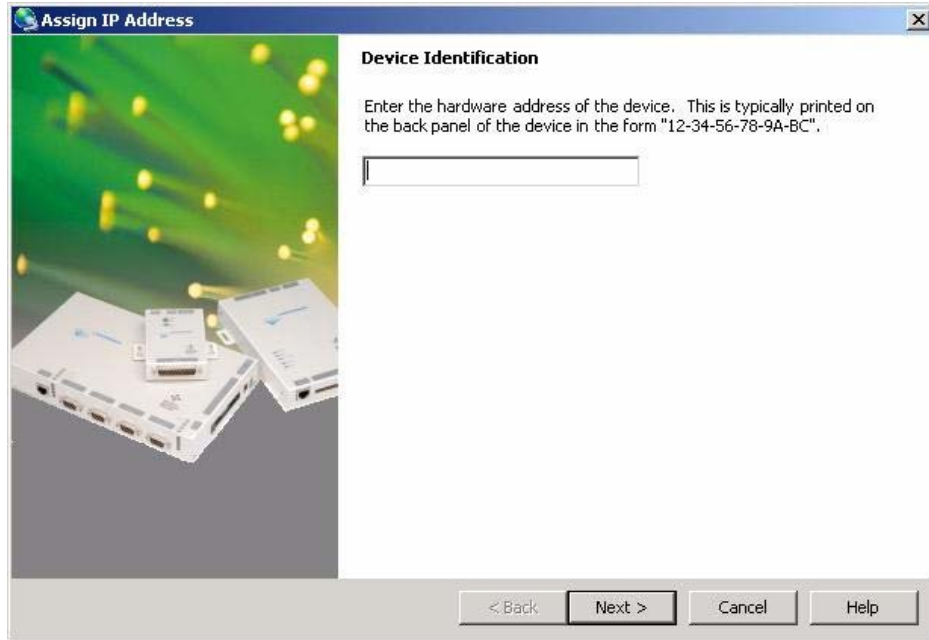 Assign IP Address
Device Identification
Enter the hardware address of the device. This is typically printed on
the back panel of the device in the form "12-34-56-78-9A-BC".
< Back
Next >
Cancel
Help